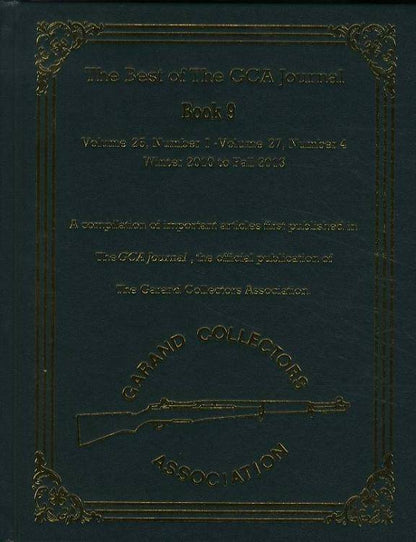 The Best of The GCA Journal
Book 9
Volume 25, Number 1 - Volume 27, Number 4
Winter 2010 to Fall 2013
A compilation of important articles first published in
The GCA Journal, the official publication of
The Garand Collectors Association
GARAND COLLECTORS
ASSOCIATION